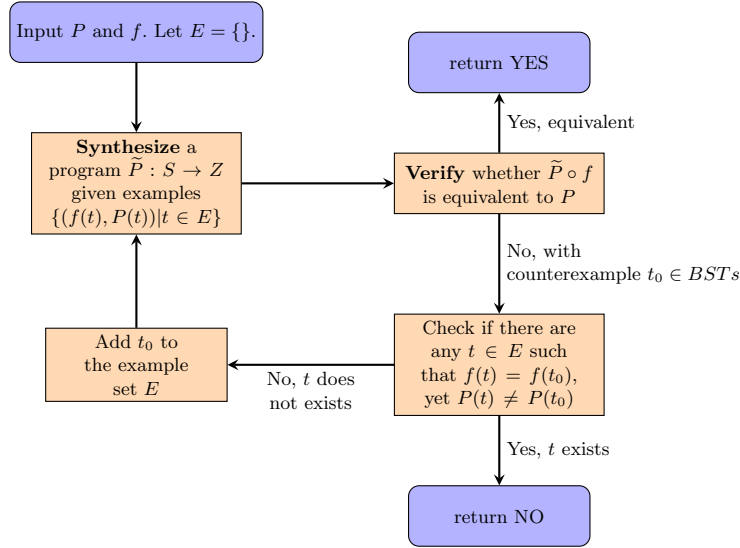 Input P and f. Let E = {}.
return YES
Yes, equivalent
Synthesize a
program P̃ : S → Z
given examples
{(f(t), P(t))|t ∈ E}
Verify whether P̃ ∘ f
is equivalent to P
No, with
counterexample t₀ ∈ BSTs
Add t₀ to
the example
set E
No, t does
not exists
Check if there are
any t ∈ E such
that f(t) = f(t₀),
yet P(t) ≠ P(t₀)
Yes, t exists
return NO